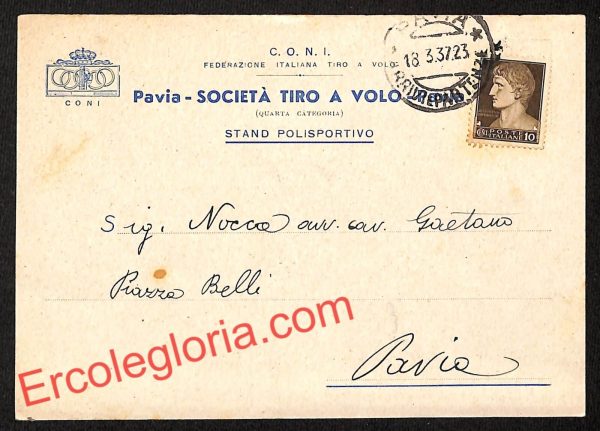 C. O. N. I.
FEDERAZIONE ITALIANA TIRO A VOLO
CONI
Pavia - SOCIETÀ TIRO A VOLO
(QUARTA CATEGORIA)
STAND POLISPORTIVO
PAVIA
18.3.37.23
POSTE
ITALIANE
10
Sig. Nocca avv. cav. Gaetano
Piazza Belli
Pavia
Ercolegloria.com